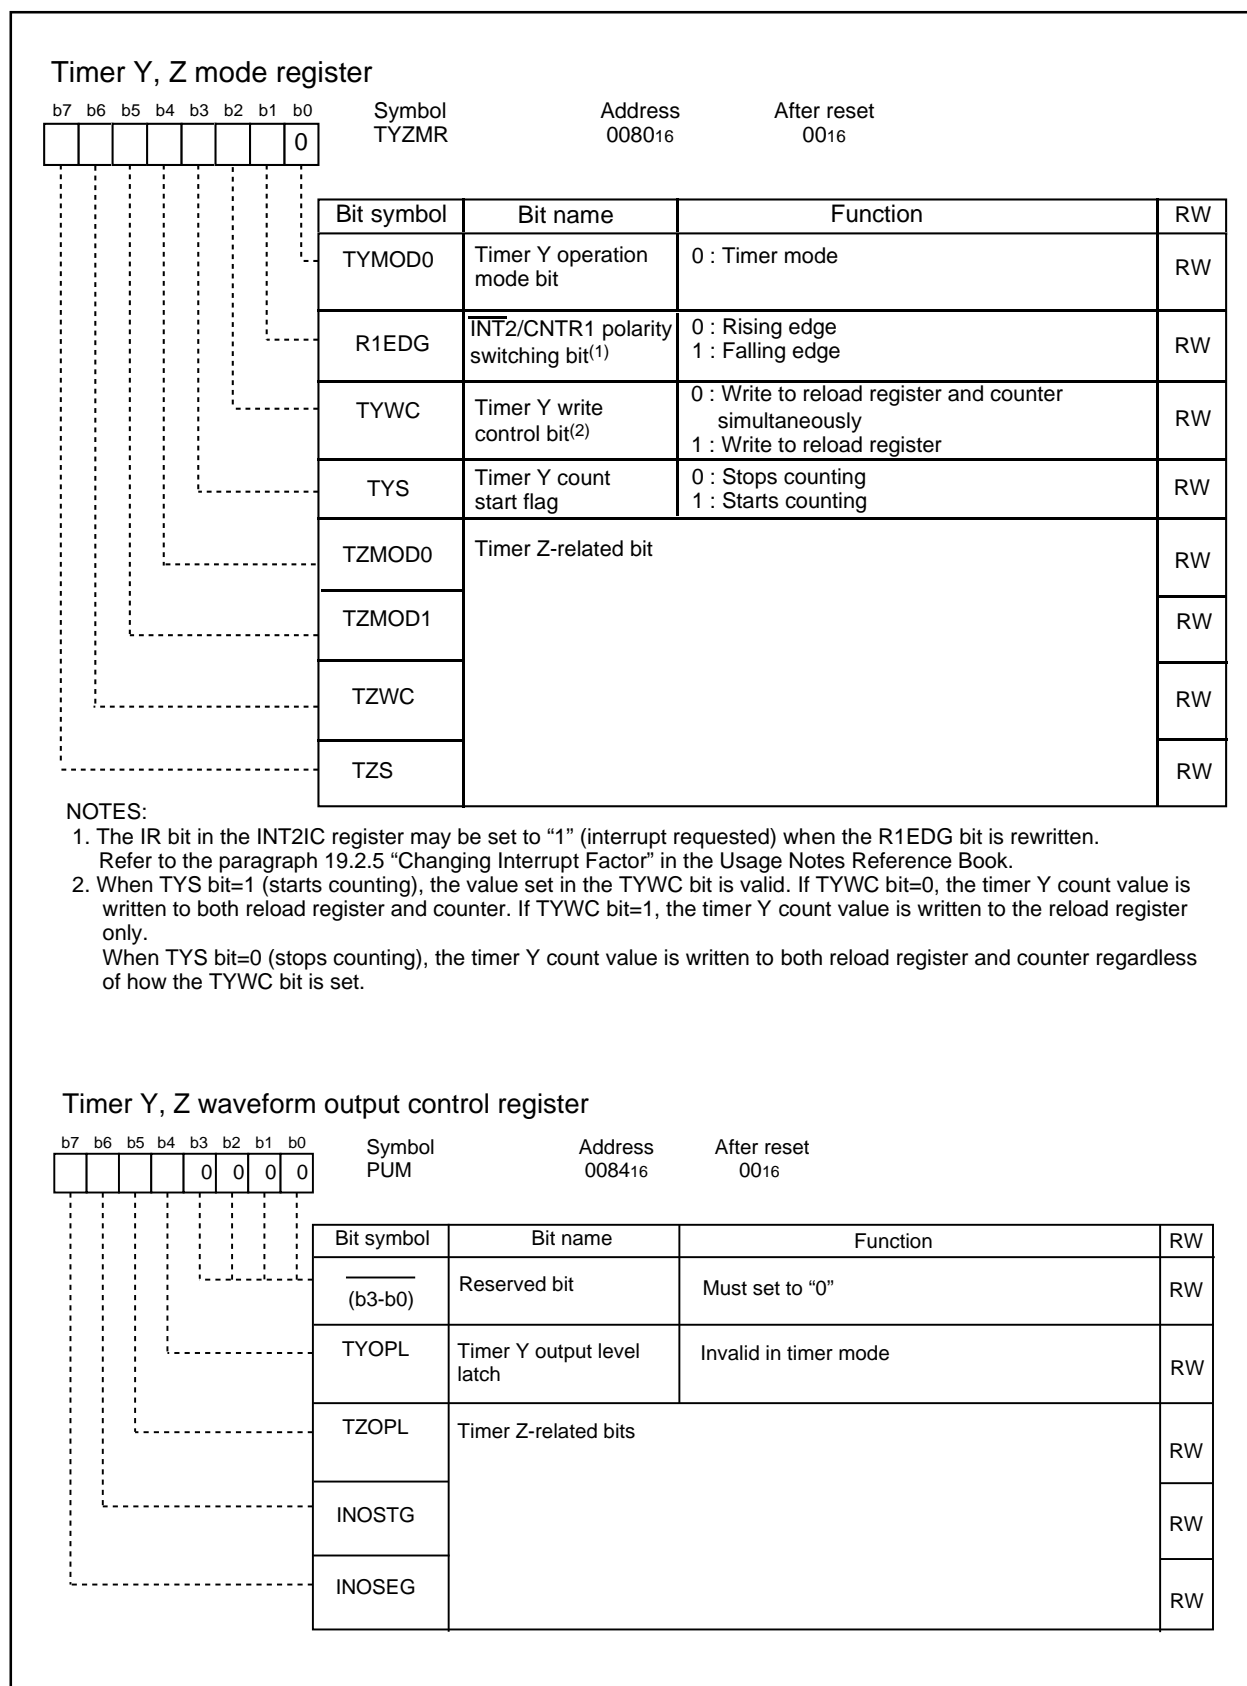 Timer Y, Z mode register
b7 b6 b5 b4 b3 b2 b1 b0
0
Symbol Address After reset
TYZMR 008016 0016
Bit symbol Bit name Function RW
TYMOD0 Timer Y operation mode bit 0 : Timer mode RW
R1EDG INT2/CNTR1 polarity switching bit(1) 0 : Rising edge
1 : Falling edge RW
TYWC Timer Y write control bit(2) 0 : Write to reload register and counter
simultaneously
1 : Write to reload register RW
TYS Timer Y count start flag 0 : Stops counting
1 : Starts counting RW
TZMOD0 Timer Z-related bit RW
TZMOD1 RW
TZWC RW
TZS RW
NOTES:
1. The IR bit in the INT2IC register may be set to “1” (interrupt requested) when the R1EDG bit is rewritten.
Refer to the paragraph 19.2.5 “Changing Interrupt Factor” in the Usage Notes Reference Book.
2. When TYS bit=1 (starts counting), the value set in the TYWC bit is valid. If TYWC bit=0, the timer Y count value is
written to both reload register and counter. If TYWC bit=1, the timer Y count value is written to the reload register
only.
When TYS bit=0 (stops counting), the timer Y count value is written to both reload register and counter regardless
of how the TYWC bit is set.
Timer Y, Z waveform output control register
b7 b6 b5 b4 b3 b2 b1 b0
0 0 0 0
Symbol Address After reset
PUM 008416 0016
Bit symbol Bit name Function RW
(b3-b0) Reserved bit Must set to “0” RW
TYOPL Timer Y output level latch Invalid in timer mode RW
TZOPL Timer Z-related bits RW
INOSTG RW
INOSEG RW